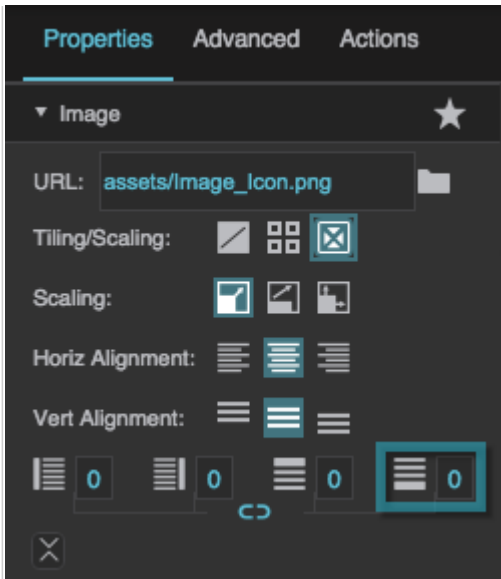 Properties Advanced Actions
Image
URL: assets/Image_Icon.png
Tiling/Scaling:
Scaling:
Horiz Alignment:
Vert Alignment:
0 0 0 0